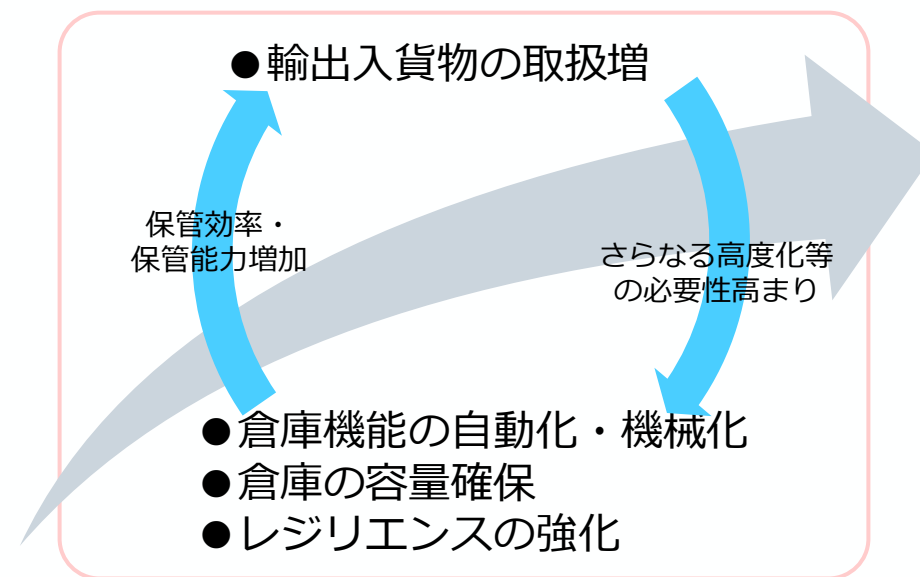 ●輸出入貨物の取扱増
保管効率・
保管能力増加
さらなる高度化等
の必要性高まり
●倉庫機能の自動化・機械化
●倉庫の容量確保
●レジリエンスの強化